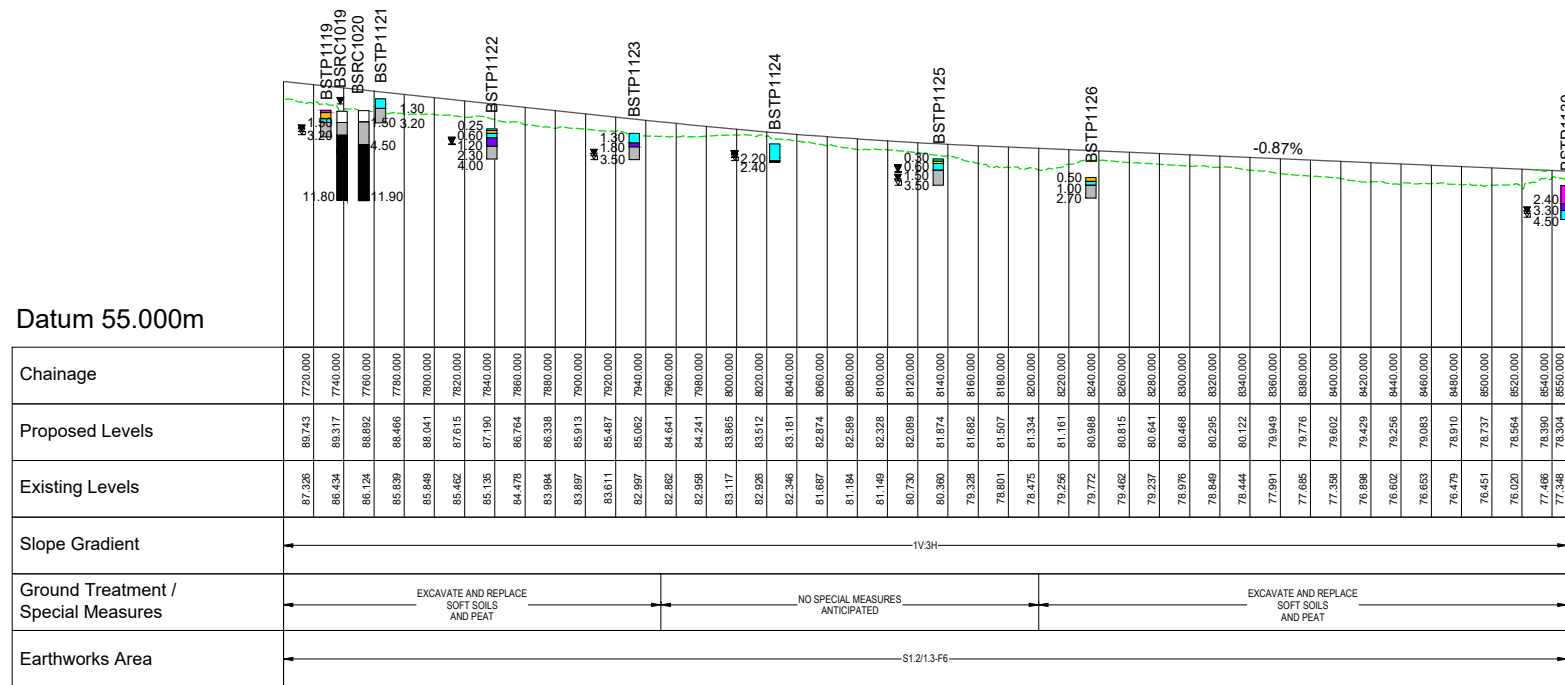 BSTP1119
BSRC1019
BSRC1020
BSTP1121
BSTP1122
BSTP1123
BSTP1124
BSTP1125
BSTP1126
1.50
3.20
11.80
1.50
4.50
11.90
1.30
3.20
0.25
0.60
1.20
2.30
4.00
1.30
1.80
3.50
2.20
2.40
0.30
0.60
1.50
3.50
0.50
1.00
2.70
-0.87%
2.40
3.30
4.50
Datum 55.000m
Chainage 7720.000 7740.000 7760.000 7780.000 7800.000 7820.000 7840.000 7860.000 7880.000 7900.000 7920.000 7940.000 7960.000 7980.000 8000.000 8020.000 8040.000 8060.000 8080.000 8100.000 8120.000 8140.000 8160.000 8180.000 8200.000 8220.000 8240.000 8260.000 8280.000 8300.000 8320.000 8340.000 8360.000 8380.000 8400.000 8420.000 8440.000 8460.000 8480.000 8500.000 8520.000 8540.000 8550.000
Proposed Levels 89.743 89.317 88.892 88.466 88.041 87.615 87.190 86.764 86.338 85.913 85.487 85.062 84.641 84.241 83.865 83.512 83.181 82.874 82.589 82.328 82.089 81.874 81.682 81.507 81.334 81.161 80.988 80.815 80.641 80.468 80.295 80.122 79.949 79.776 79.602 79.429 79.256 79.083 78.910 78.737 78.564 78.390 78.304
Existing Levels 87.326 86.434 86.124 85.839 85.849 85.462 85.135 84.478 83.984 83.897 83.611 82.997 82.862 82.958 83.117 82.926 82.346 81.687 81.184 81.149 80.730 80.360 79.328 78.801 78.475 79.256 79.772 79.462 79.237 78.976 78.849 78.444 77.991 77.685 77.358 76.898 76.602 76.653 76.479 76.451 76.020 77.466 77.348
Slope Gradient
1V:3H
Ground Treatment /
Special Measures
EXCAVATE AND REPLACE
SOFT SOILS
AND PEAT
NO SPECIAL MEASURES
ANTICIPATED
EXCAVATE AND REPLACE
SOFT SOILS
AND PEAT
Earthworks Area
S1.2/1.3-F6